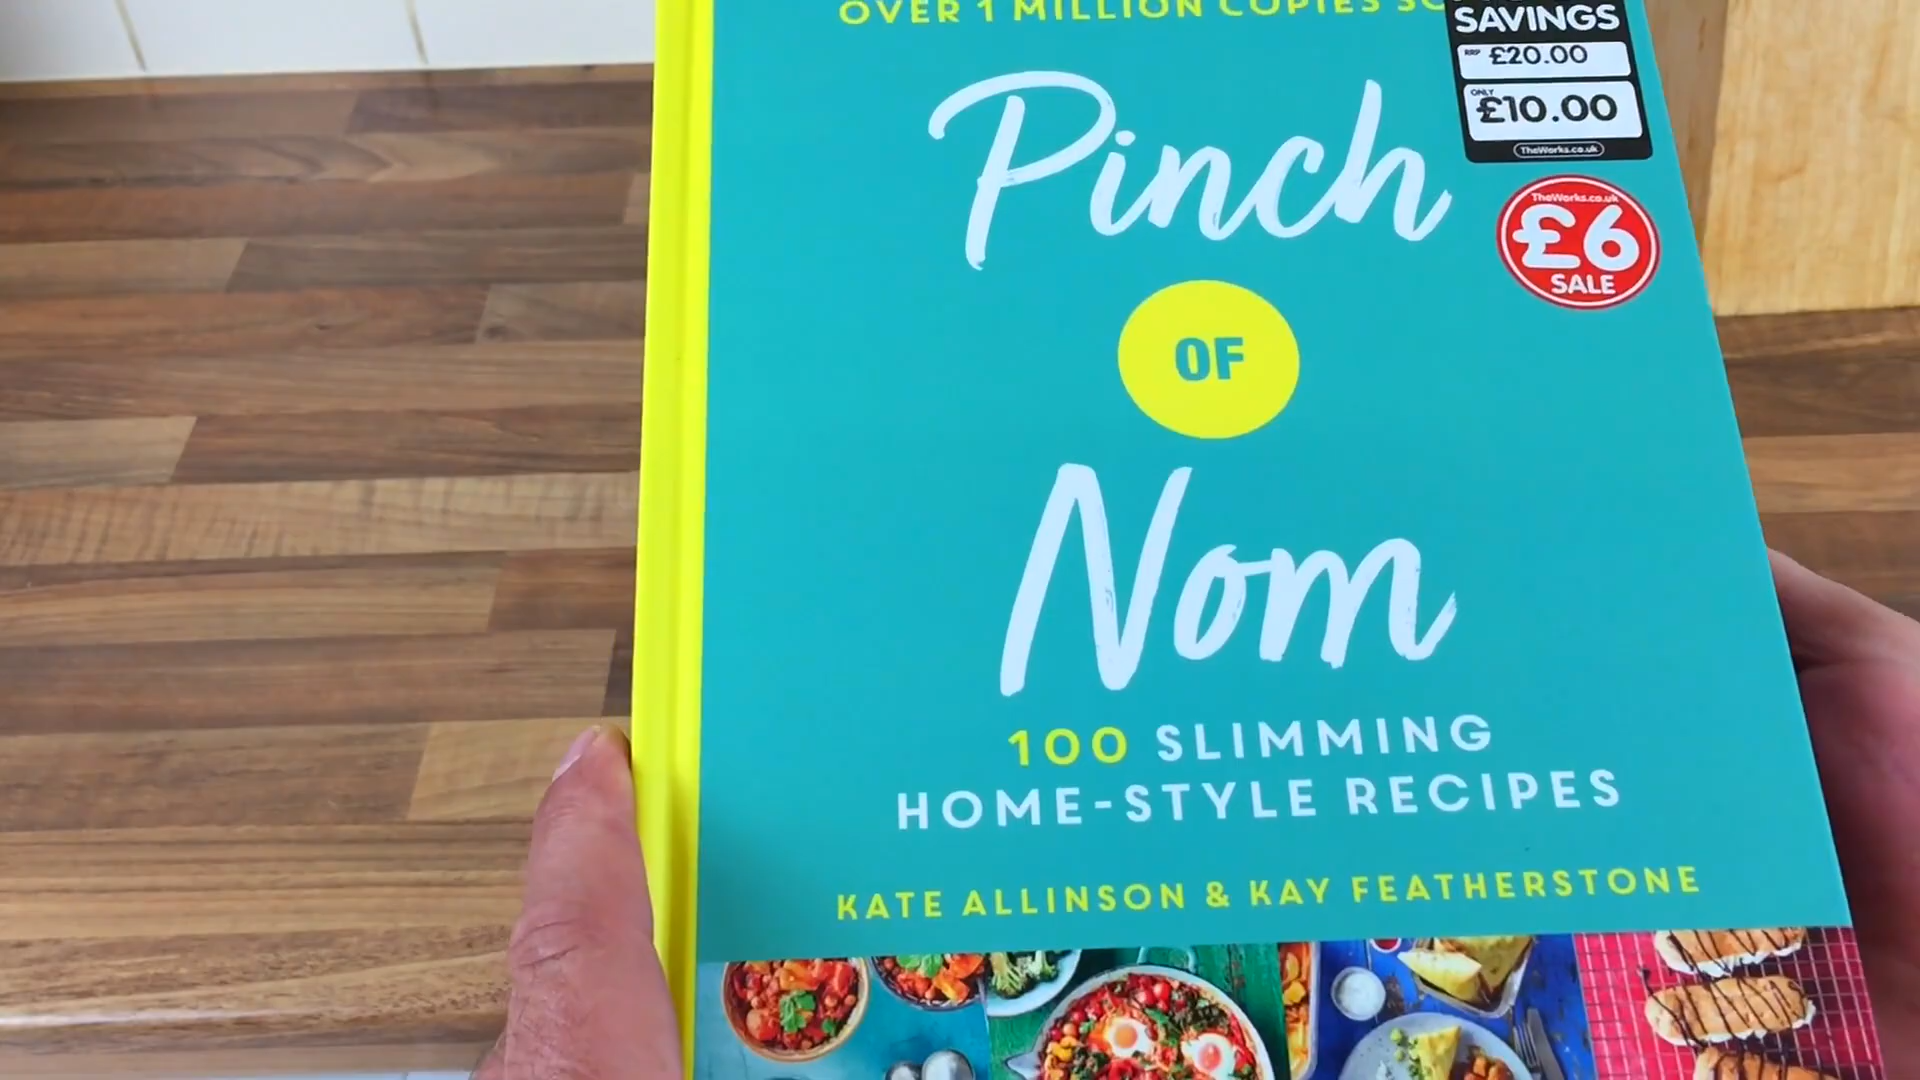 OVER 1 MILLION COPIES
SAVINGS
RRP £20.00
ONLY
£10.00
TheWorks.co.uk
TheWorks.co.uk
£6
SALE
Pinch
OF
Nom
100 SLIMMING
HOME-STYLE RECIPES
KATE ALLINSON & KAY FEATHERSTONE